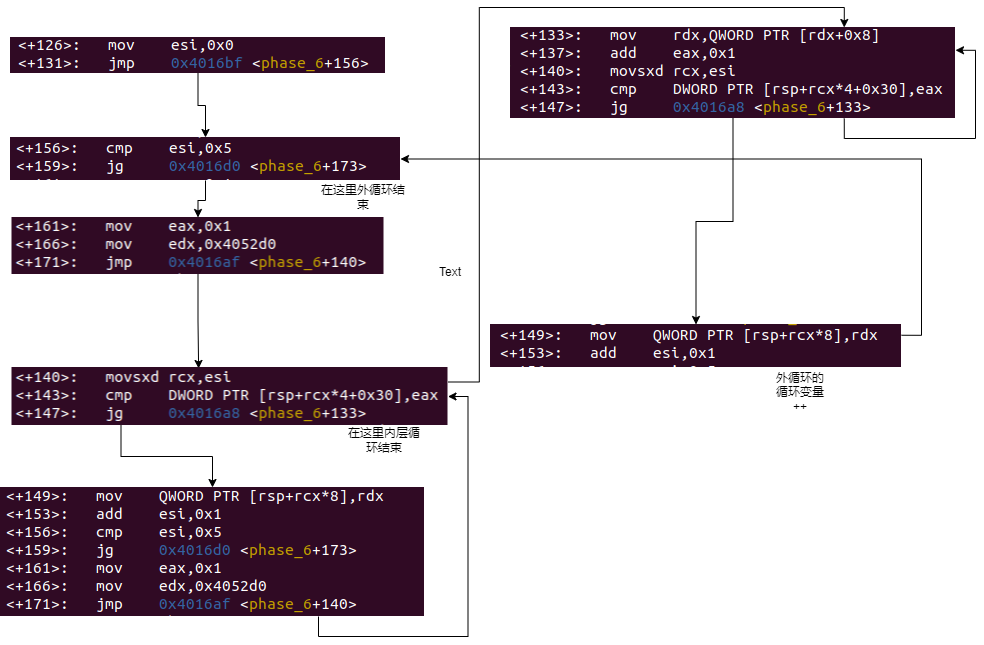 <+126>: mov esi,0x0
<+131>: jmp 0x4016bf <phase_6+156>
<+156>: cmp esi,0x5
<+159>: jg 0x4016d0 <phase_6+173>
在这里外循环结
束
<+161>: mov eax,0x1
<+166>: mov edx,0x4052d0
<+171>: jmp 0x4016af <phase_6+140>
Text
<+140>: movsxd rcx,esi
<+143>: cmp DWORD PTR [rsp+rcx*4+0x30],eax
<+147>: jg 0x4016a8 <phase_6+133>
在这里内层循
环结束
<+149>: mov QWORD PTR [rsp+rcx*8],rdx
<+153>: add esi,0x1
<+156>: cmp esi,0x5
<+159>: jg 0x4016d0 <phase_6+173>
<+161>: mov eax,0x1
<+166>: mov edx,0x4052d0
<+171>: jmp 0x4016af <phase_6+140>
<+133>: mov rdx,QWORD PTR [rdx+0x8]
<+137>: add eax,0x1
<+140>: movsxd rcx,esi
<+143>: cmp DWORD PTR [rsp+rcx*4+0x30],eax
<+147>: jg 0x4016a8 <phase_6+133>
<+149>: mov QWORD PTR [rsp+rcx*8],rdx
<+153>: add esi,0x1
外循环的
循环变量
++